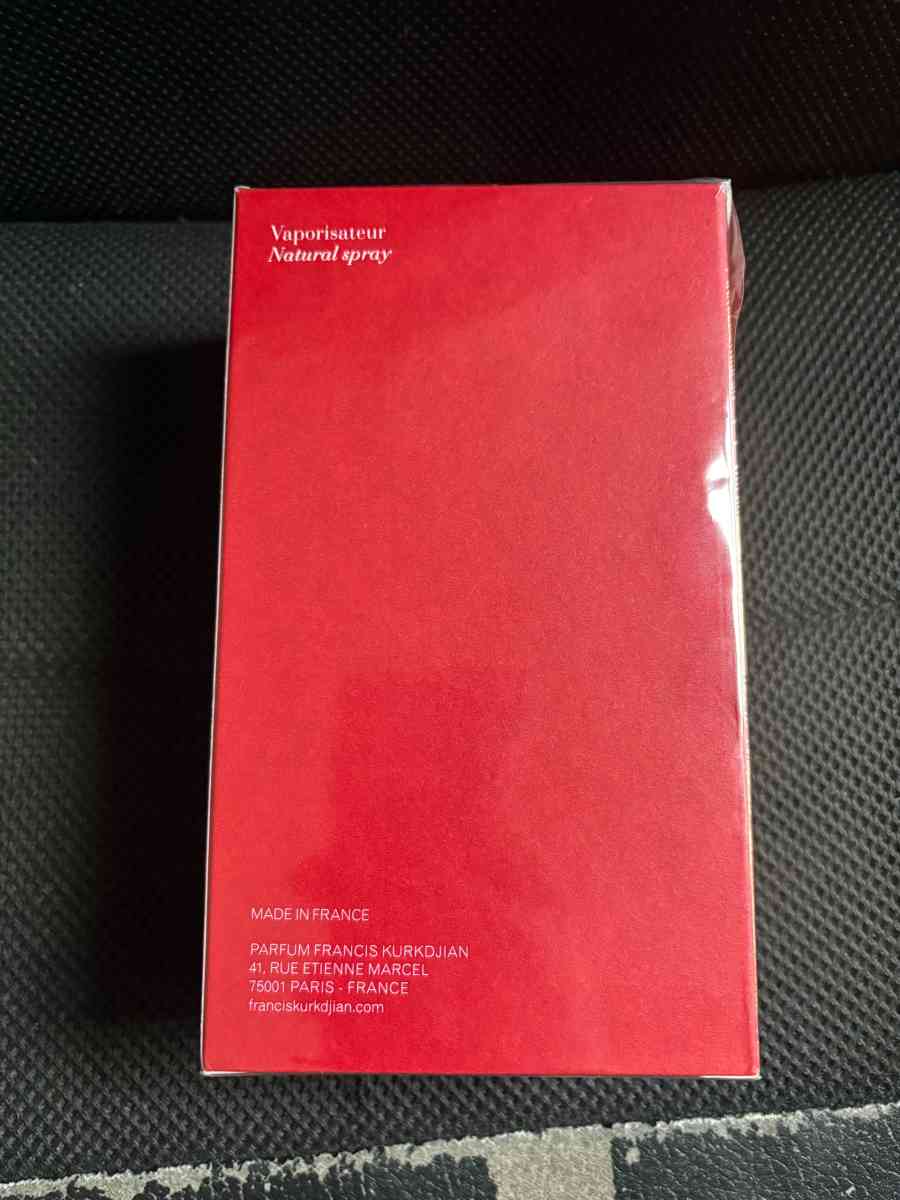 Vaporisateur
Natural spray
MADE IN FRANCE
PARFUM FRANCIS KURKDJIAN
41, RUE ETIENNE MARCEL
75001 PARIS - FRANCE
franciskurkdjian.com